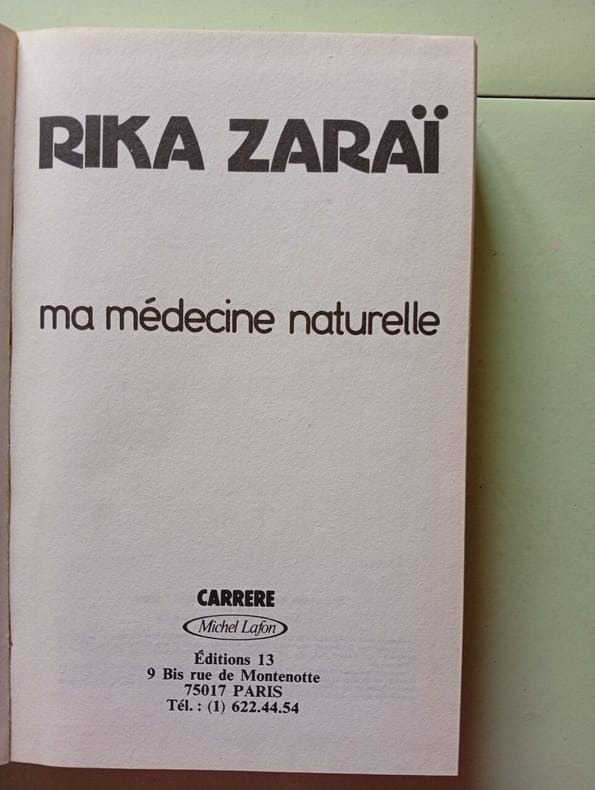 RIKA ZARAÏ
ma médecine naturelle
CARRERE
Michel Lafon
Éditions 13
9 Bis rue de Montenotte
75017 PARIS
Tél. : (1) 622.44.54